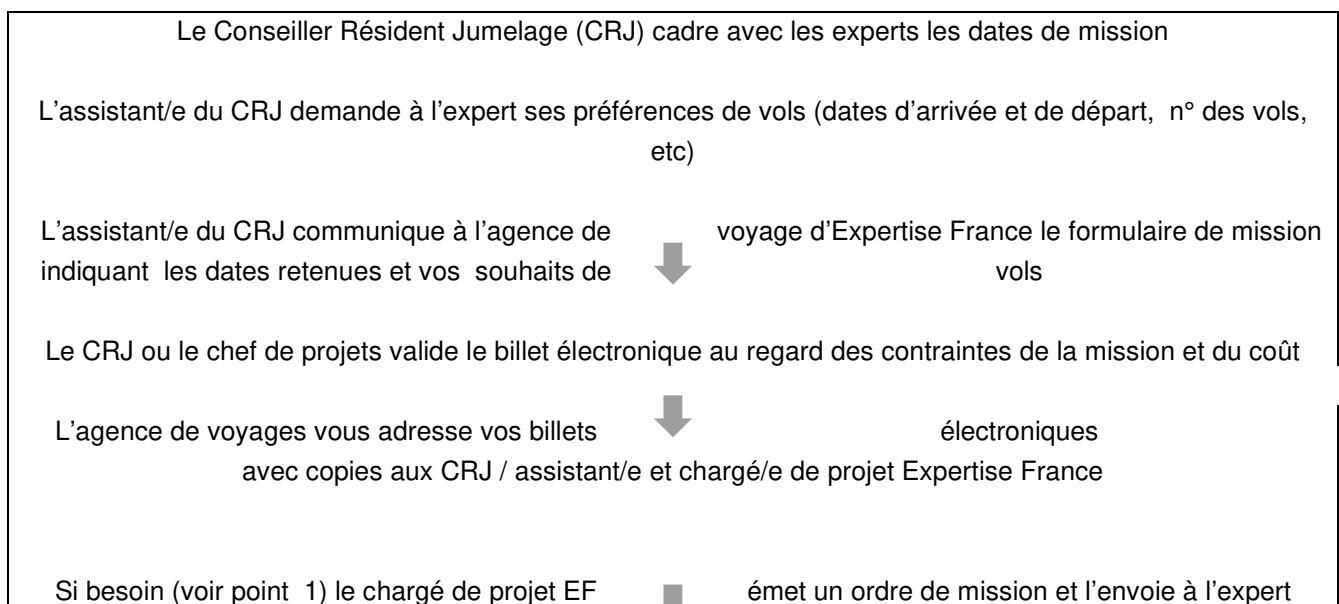 Le Conseiller Résident Jumelage (CRJ) cadre avec les experts les dates de mission
L'assistant/e du CRJ demande à l'expert ses préférences de vols (dates d'arrivée et de départ, n° des vols,
etc)
L'assistant/e du CRJ communique à l'agence de voyage d'Expertise France le formulaire de mission
indiquant les dates retenues et vos souhaits de vols
Le CRJ ou le chef de projets valide le billet électronique au regard des contraintes de la mission et du coût
L'agence de voyages vous adresse vos billets électroniques
avec copies aux CRJ / assistant/e et chargé/e de projet Expertise France
Si besoin (voir point 1) le chargé de projet EF émet un ordre de mission et l'envoie à l'expert